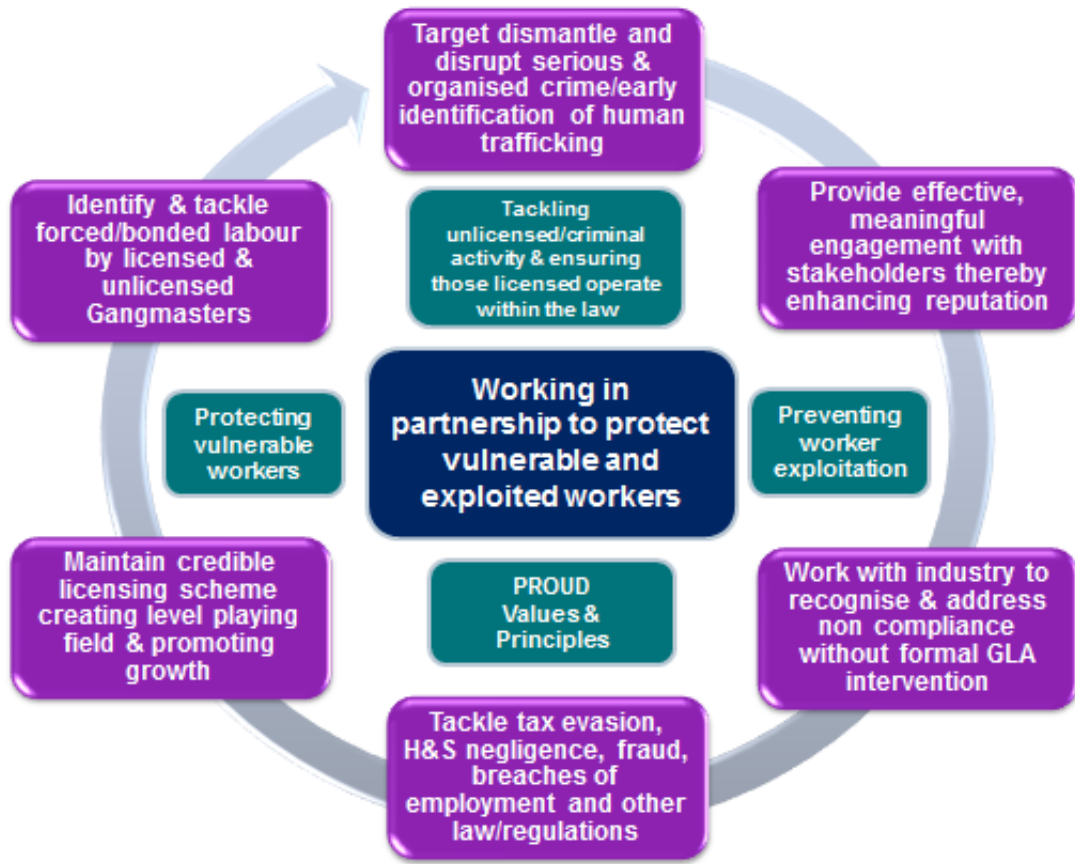 Target dismantle and
disrupt serious &
organised crime/early
identification of human
trafficking
Identify & tackle
forced/bonded labour
by licensed &
unlicensed
Gangmasters
Tackling
unlicensed/criminal
activity & ensuring
those licensed operate
within the law
Provide effective,
meaningful
engagement with
stakeholders thereby
enhancing reputation
Protecting
vulnerable
workers
Working in
partnership to protect
vulnerable and
exploited workers
Preventing
worker
exploitation
Maintain credible
licensing scheme
creating level playing
field & promoting
growth
PROUD
Values &
Principles
Work with industry to
recognise & address
non compliance
without formal GLA
intervention
Tackle tax evasion,
H&S negligence, fraud,
breaches of
employment and other
law/regulations